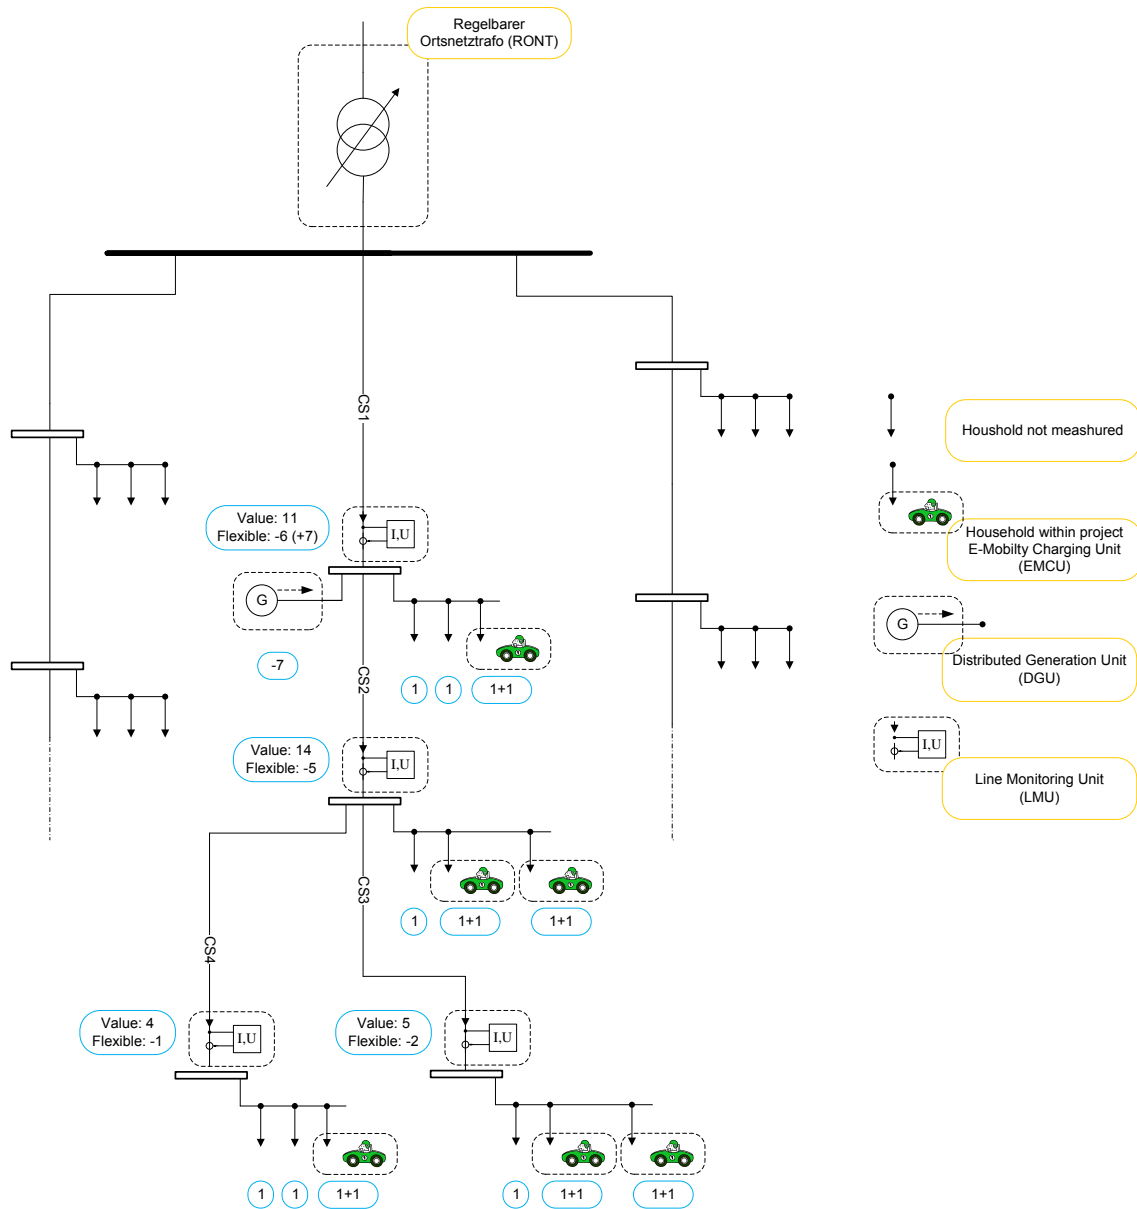 Regelbarer
Ortsnetztrafo (RONT)
CS1
Value: 11
Flexible: -6 (+7)
I,U
G
-7
1
1
1+1
CS2
Value: 14
Flexible: -5
I,U
1
1+1
1+1
CS3
CS4
Value: 4
Flexible: -1
I,U
Value: 5
Flexible: -2
I,U
1
1
1+1
1
1+1
1+1
Houshold not meashured
Household within project
E-Mobilty Charging Unit
(EMCU)
G
Distributed Generation Unit
(DGU)
I,U
Line Monitoring Unit
(LMU)